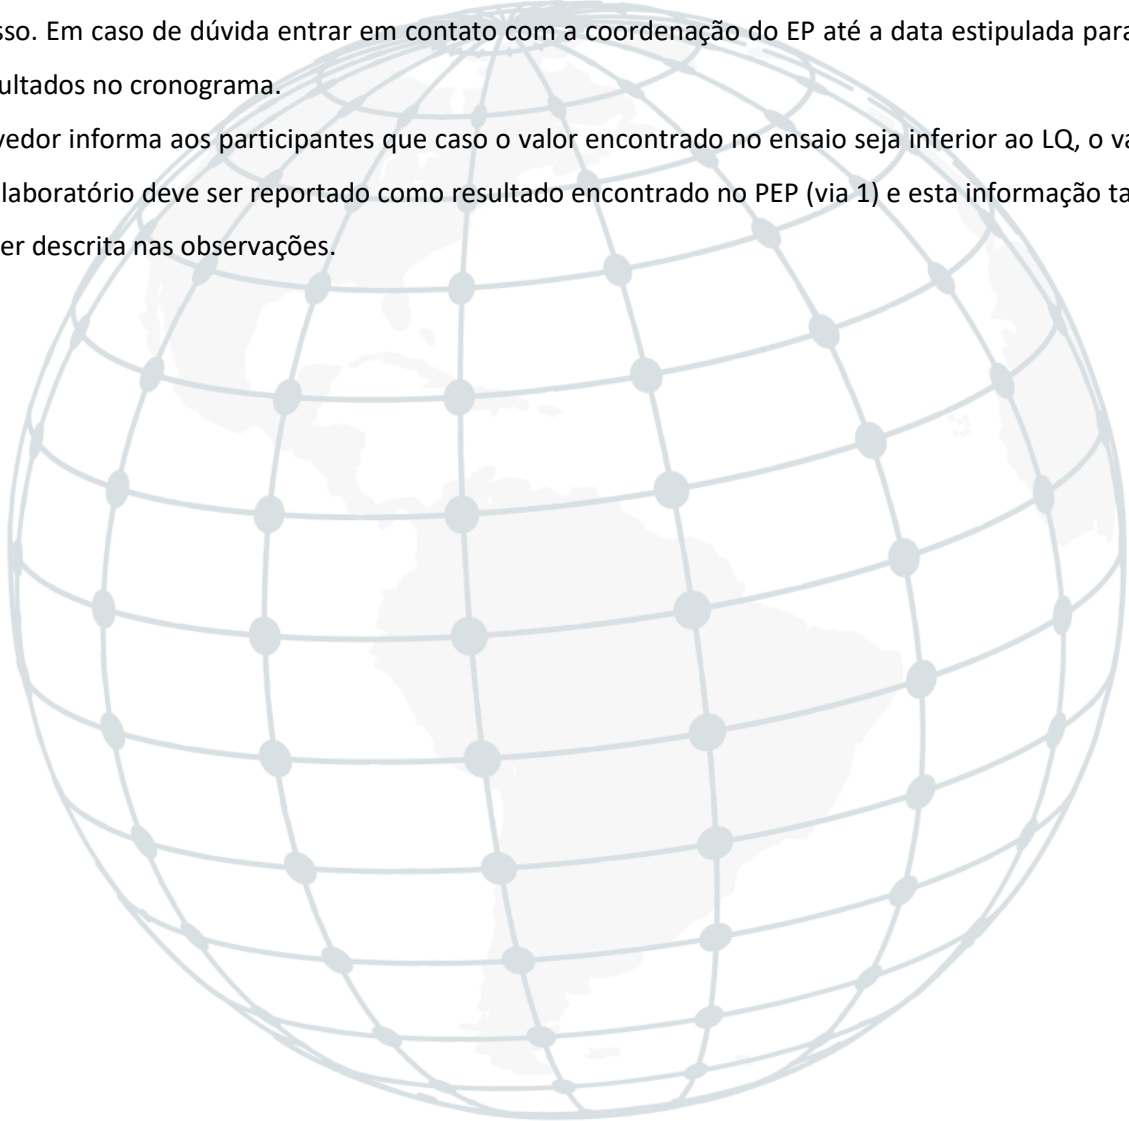 sso. Em caso de dúvida entrar em contato com a coordenação do EP até a data estipulada para
ultados no cronograma.
vedor informa aos participantes que caso o valor encontrado no ensaio seja inferior ao LQ, o va
laboratório deve ser reportado como resultado encontrado no PEP (via 1) e esta informação ta
er descrita nas observações.